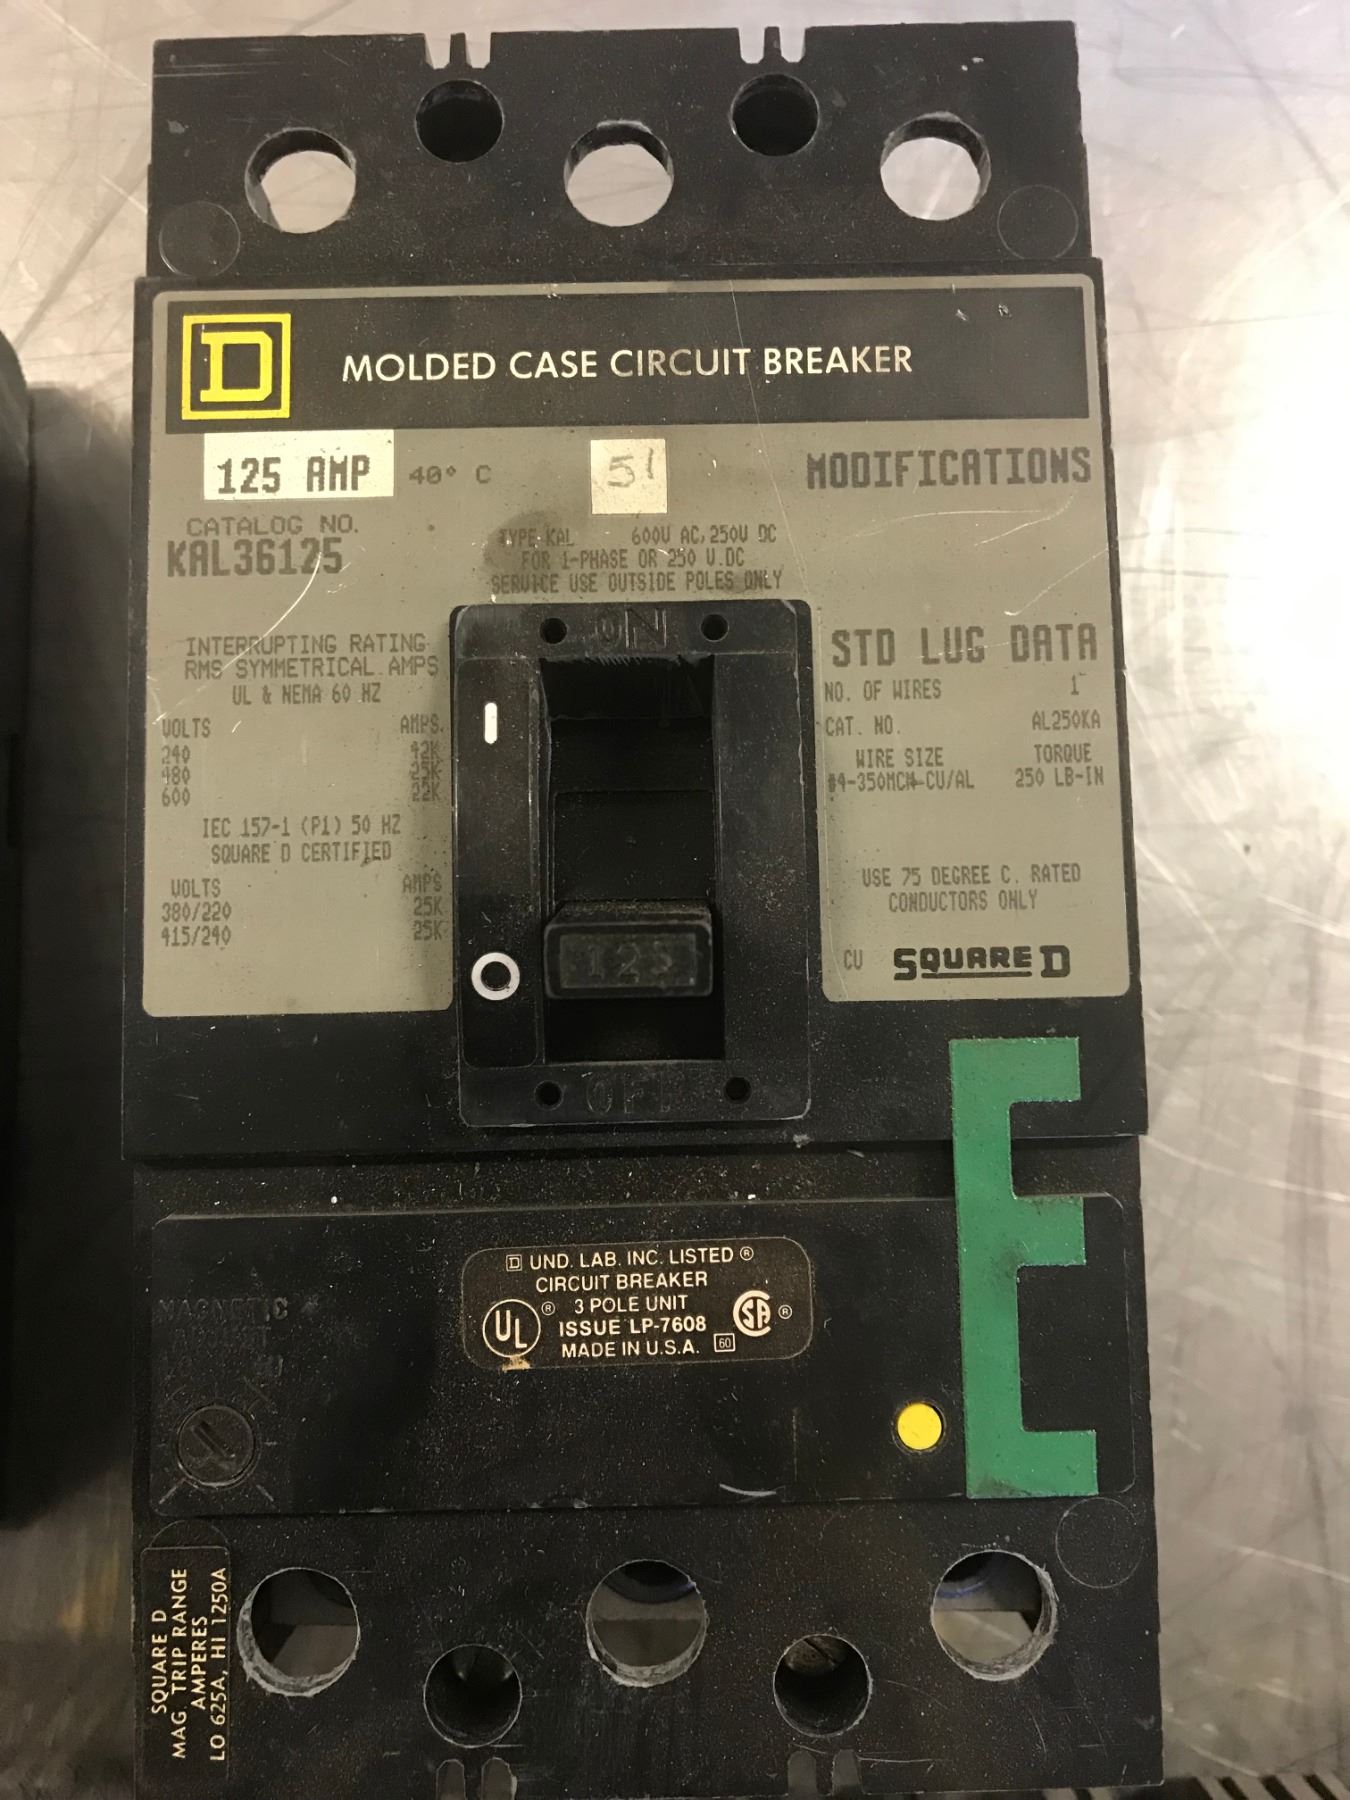 D
MOLDED CASE CIRCUIT BREAKER
125 AMP 40° C
51
MODIFICATIONS
CATALOG NO.
KAL36125
TYPE KAL 600V AC, 250V DC
FOR 1-PHASE OR 250 V.DC
SERVICE USE OUTSIDE POLES ONLY
INTERRUPTING RATING
RMS SYMMETRICAL AMPS
UL & NEMA 60 HZ
VOLTS AMPS.
240 42K
480 25K
600 22K
IEC 157-1 (P1) 50 HZ
SQUARE D CERTIFIED
VOLTS AMPS
380/220 25K
415/240 25K
ON
I
125
O
OFF
STD LUG DATA
NO. OF WIRES 1
CAT. NO. AL250KA
WIRE SIZE TORQUE
#4-350MCM-CU/AL 250 LB-IN
USE 75 DEGREE C. RATED
CONDUCTORS ONLY
CU SQUARE D
E
D UND. LAB. INC. LISTED ®
CIRCUIT BREAKER
UL ® 3 POLE UNIT SA ®
ISSUE LP-7608
MADE IN U.S.A. 60
MAGNETIC
SQUARE D
MAG. TRIP RANGE
AMPERES
LO 625A, HI 1250A